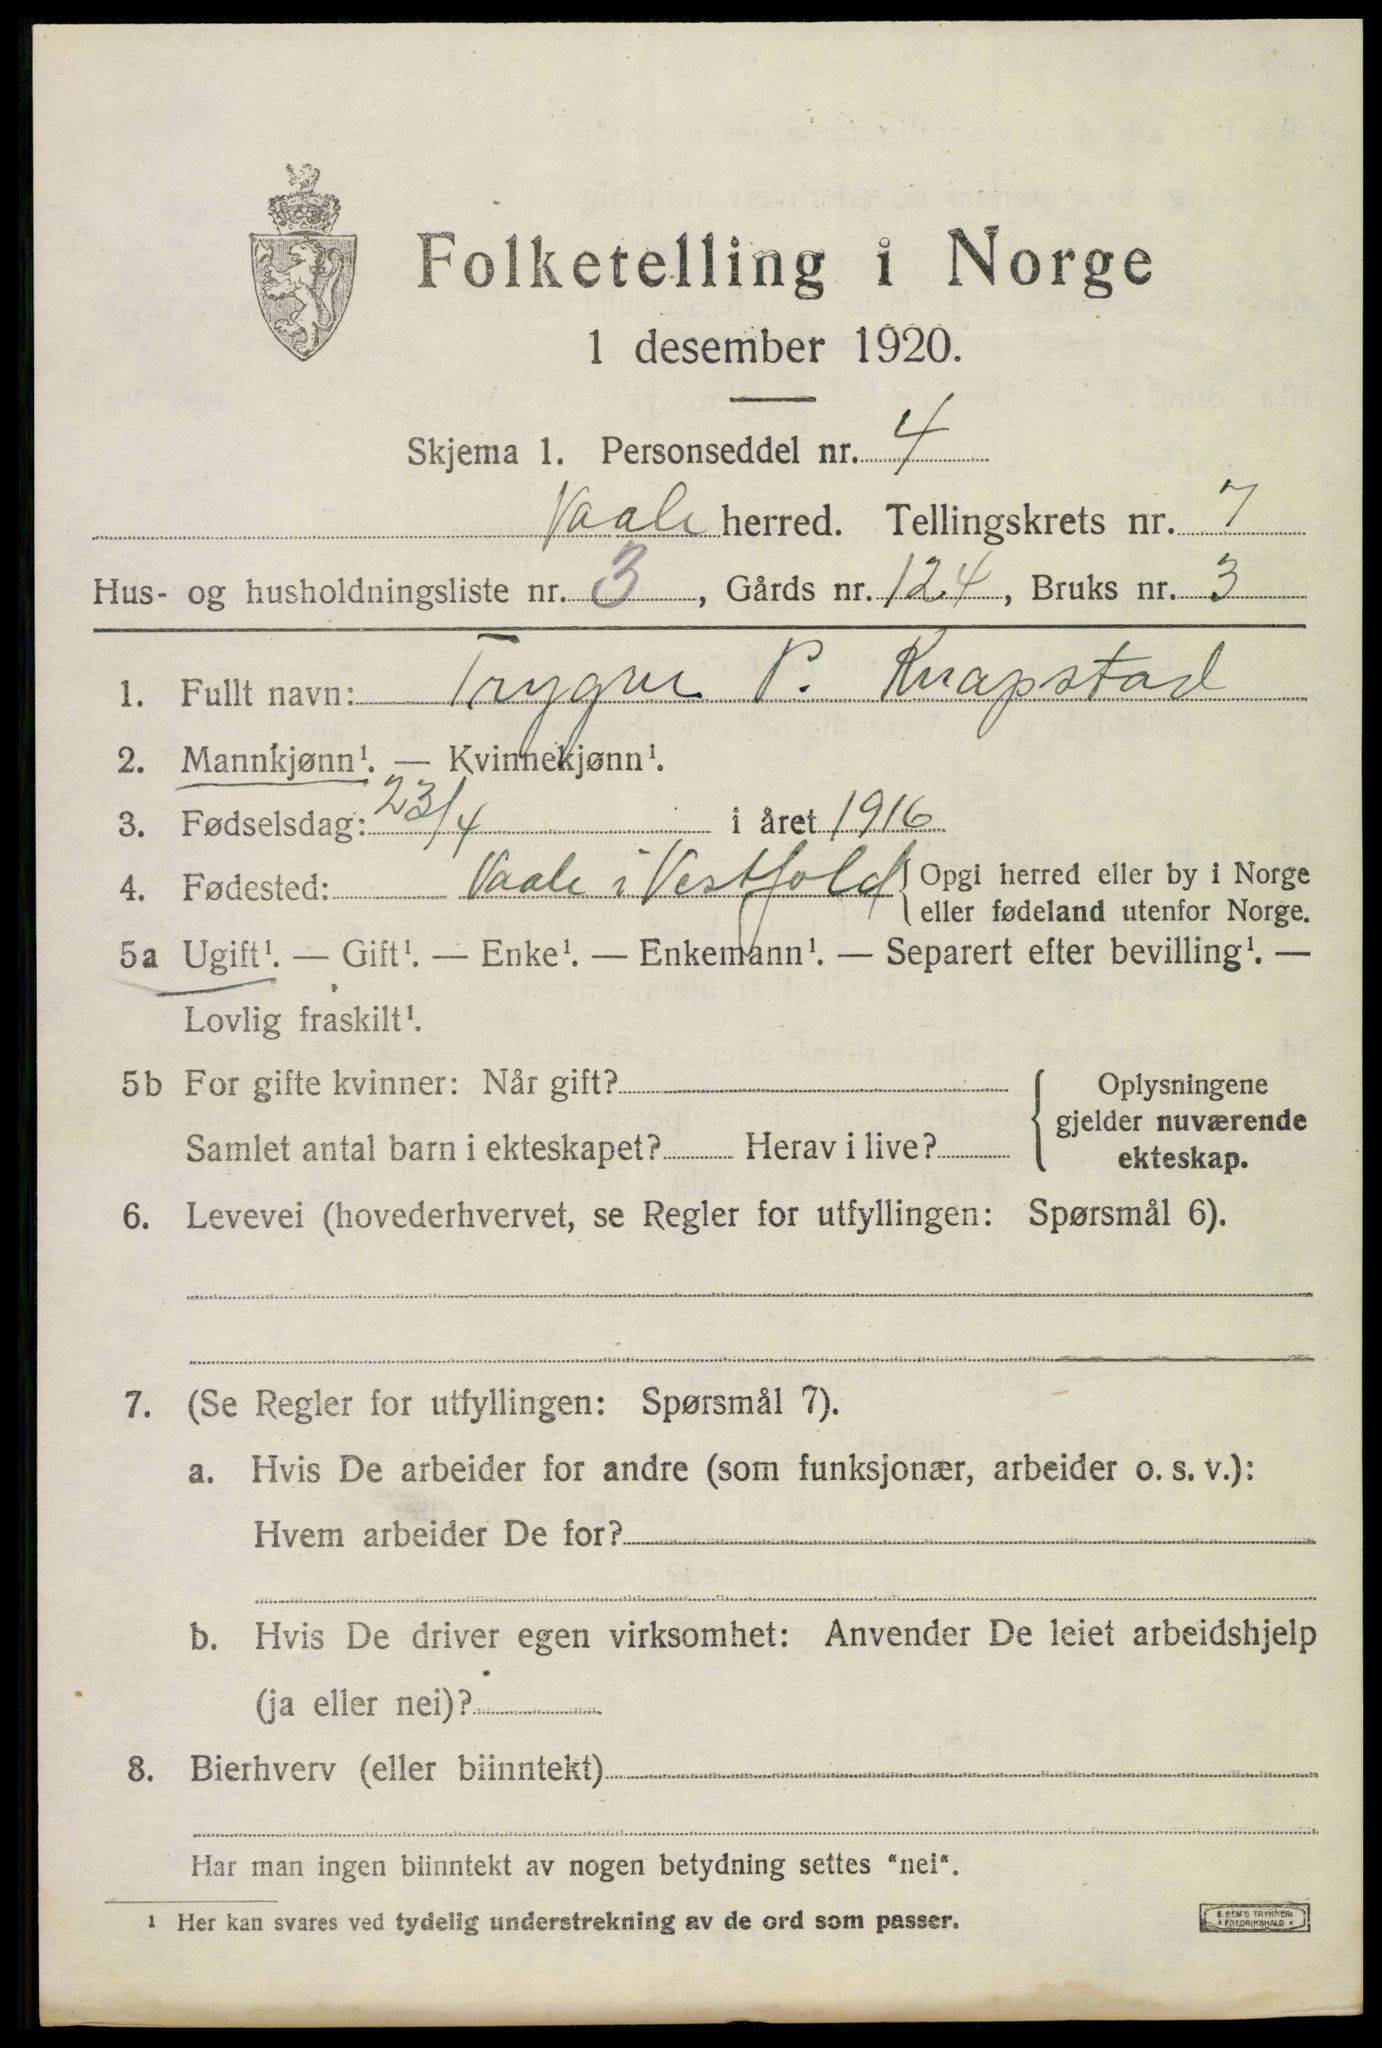 Folketelling i Norge
1 desember 1920.
Skjema 1. Personseddel nr. 4
Vaale herred. Tellingskrets nr. 7
Hus- og husholdningsliste nr. 3, Gårds nr. 124, Bruks nr. 3
1. Fullt navn: Trygve P. Knapstad
2. Mannkjønn¹. — Kvinnekjønn¹.
3. Fødselsdag: 23/4 i året 1916
4. Fødested: Vaale i Vestfold { Opgi herred eller by i Norge
eller fødeland utenfor Norge.
5a Ugift¹. — Gift¹. — Enke¹. — Enkemann¹. — Separert efter bevilling¹. —
Lovlig fraskilt¹.
5b For gifte kvinner: Når gift? { Oplysningene
gjelder nuværende
Samlet antal barn i ekteskapet? Herav i live? ekteskap.
6. Levevei (hovederhvervet, se Regler for utfyllingen: Spørsmål 6).
7. (Se Regler for utfyllingen: Spørsmål 7).
a. Hvis De arbeider for andre (som funksjonær, arbeider o. s. v.):
Hvem arbeider De for?
b. Hvis De driver egen virksomhet: Anvender De leiet arbeidshjelp
(ja eller nei)?
8. Bierhverv (eller biinntekt)
Har man ingen biinntekt av nogen betydning settes "nei".
¹ Her kan svares ved tydelig understrekning av de ord som passer.
E. SEM'S TRYKKERI
FREDRIKSHALD